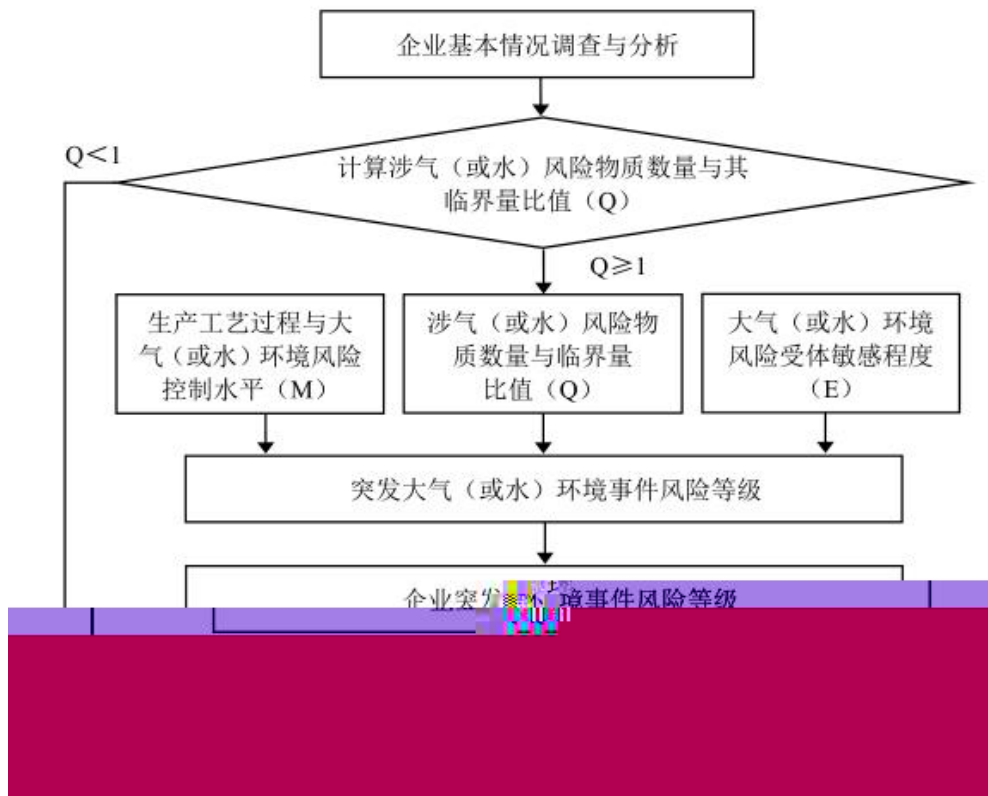 企业基本情况调查与分析
Q＜1
计算涉气（或水）风险物质数量与其
临界量比值（Q）
Q≥1
生产工艺过程与大
气（或水）环境风险
控制水平（M）
涉气（或水）风险物
质数量与临界量
比值（Q）
大气（或水）环境
风险受体敏感程度
（E）
突发大气（或水）环境事件风险等级
企业突发环境事件风险等级